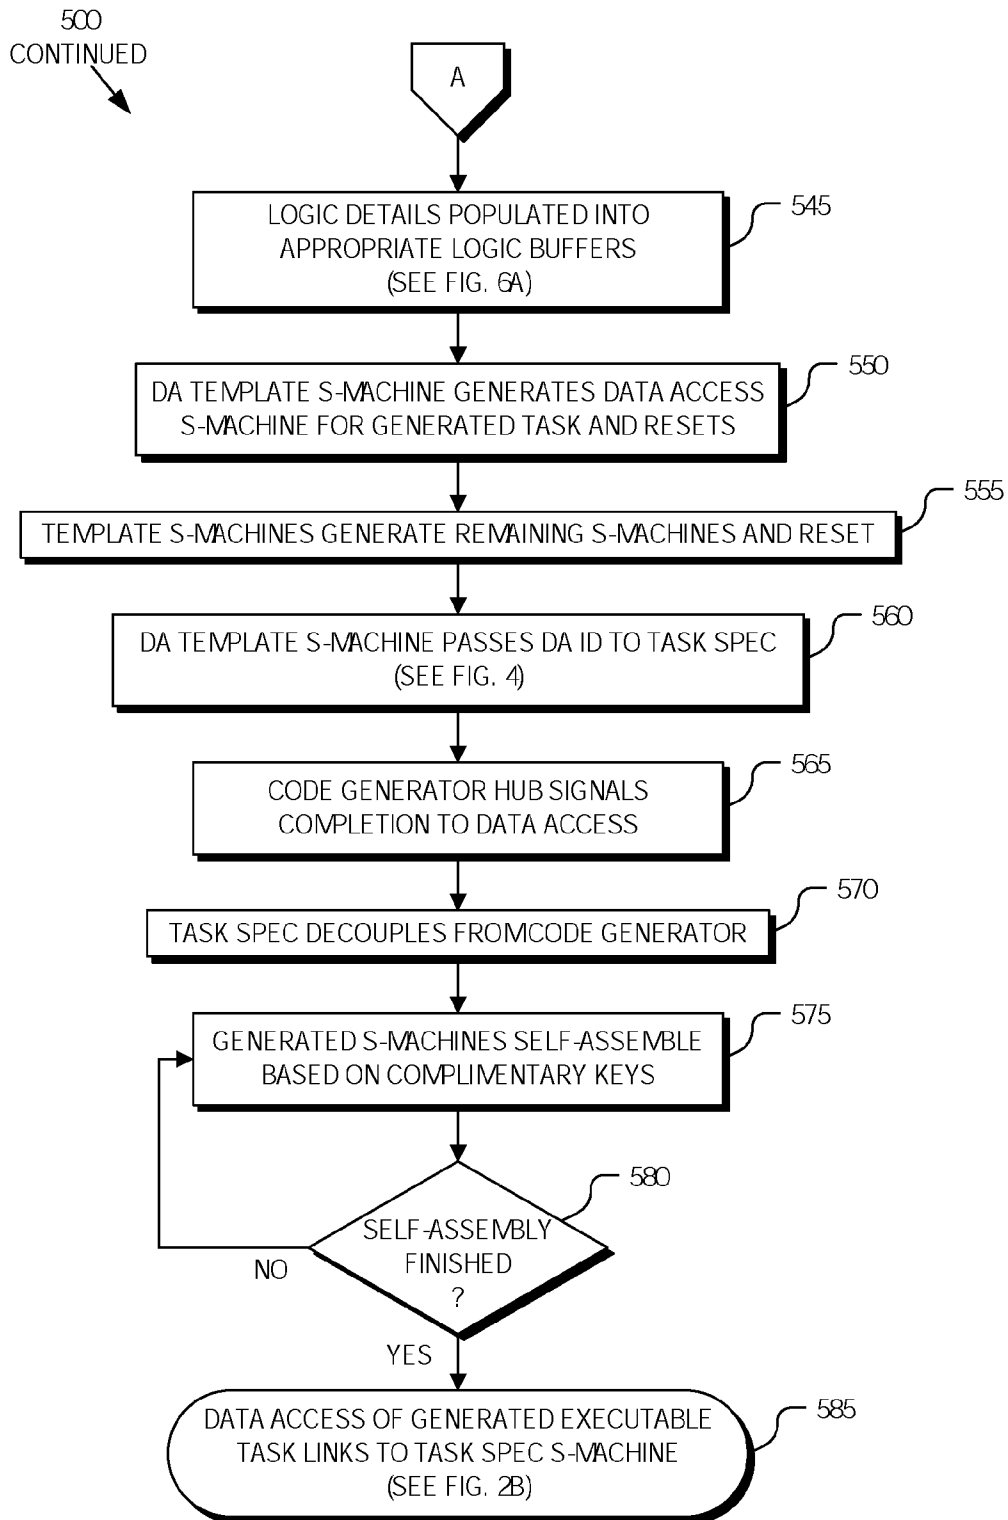 500
CONTINUED
A
LOGIC DETAILS POPULATED INTO
APPROPRIATE LOGIC BUFFERS
(SEE FIG. 6A)
545
DA TEMPLATE S-MACHINE GENERATES DATA ACCESS
S-MACHINE FOR GENERATED TASK AND RESETS
550
TEMPLATE S-MACHINES GENERATE REMAINING S-MACHINES AND RESET
555
DA TEMPLATE S-MACHINE PASSES DA ID TO TASK SPEC
(SEE FIG. 4)
560
CODE GENERATOR HUB SIGNALS
COMPLETION TO DATA ACCESS
565
TASK SPEC DECOUPLES FROM CODE GENERATOR
570
GENERATED S-MACHINES SELF-ASSEMBLE
BASED ON COMPLIMENTARY KEYS
575
SELF-ASSEMBLY
FINISHED
?
580
NO
YES
DATA ACCESS OF GENERATED EXECUTABLE
TASK LINKS TO TASK SPEC S-MACHINE
(SEE FIG. 2B)
585